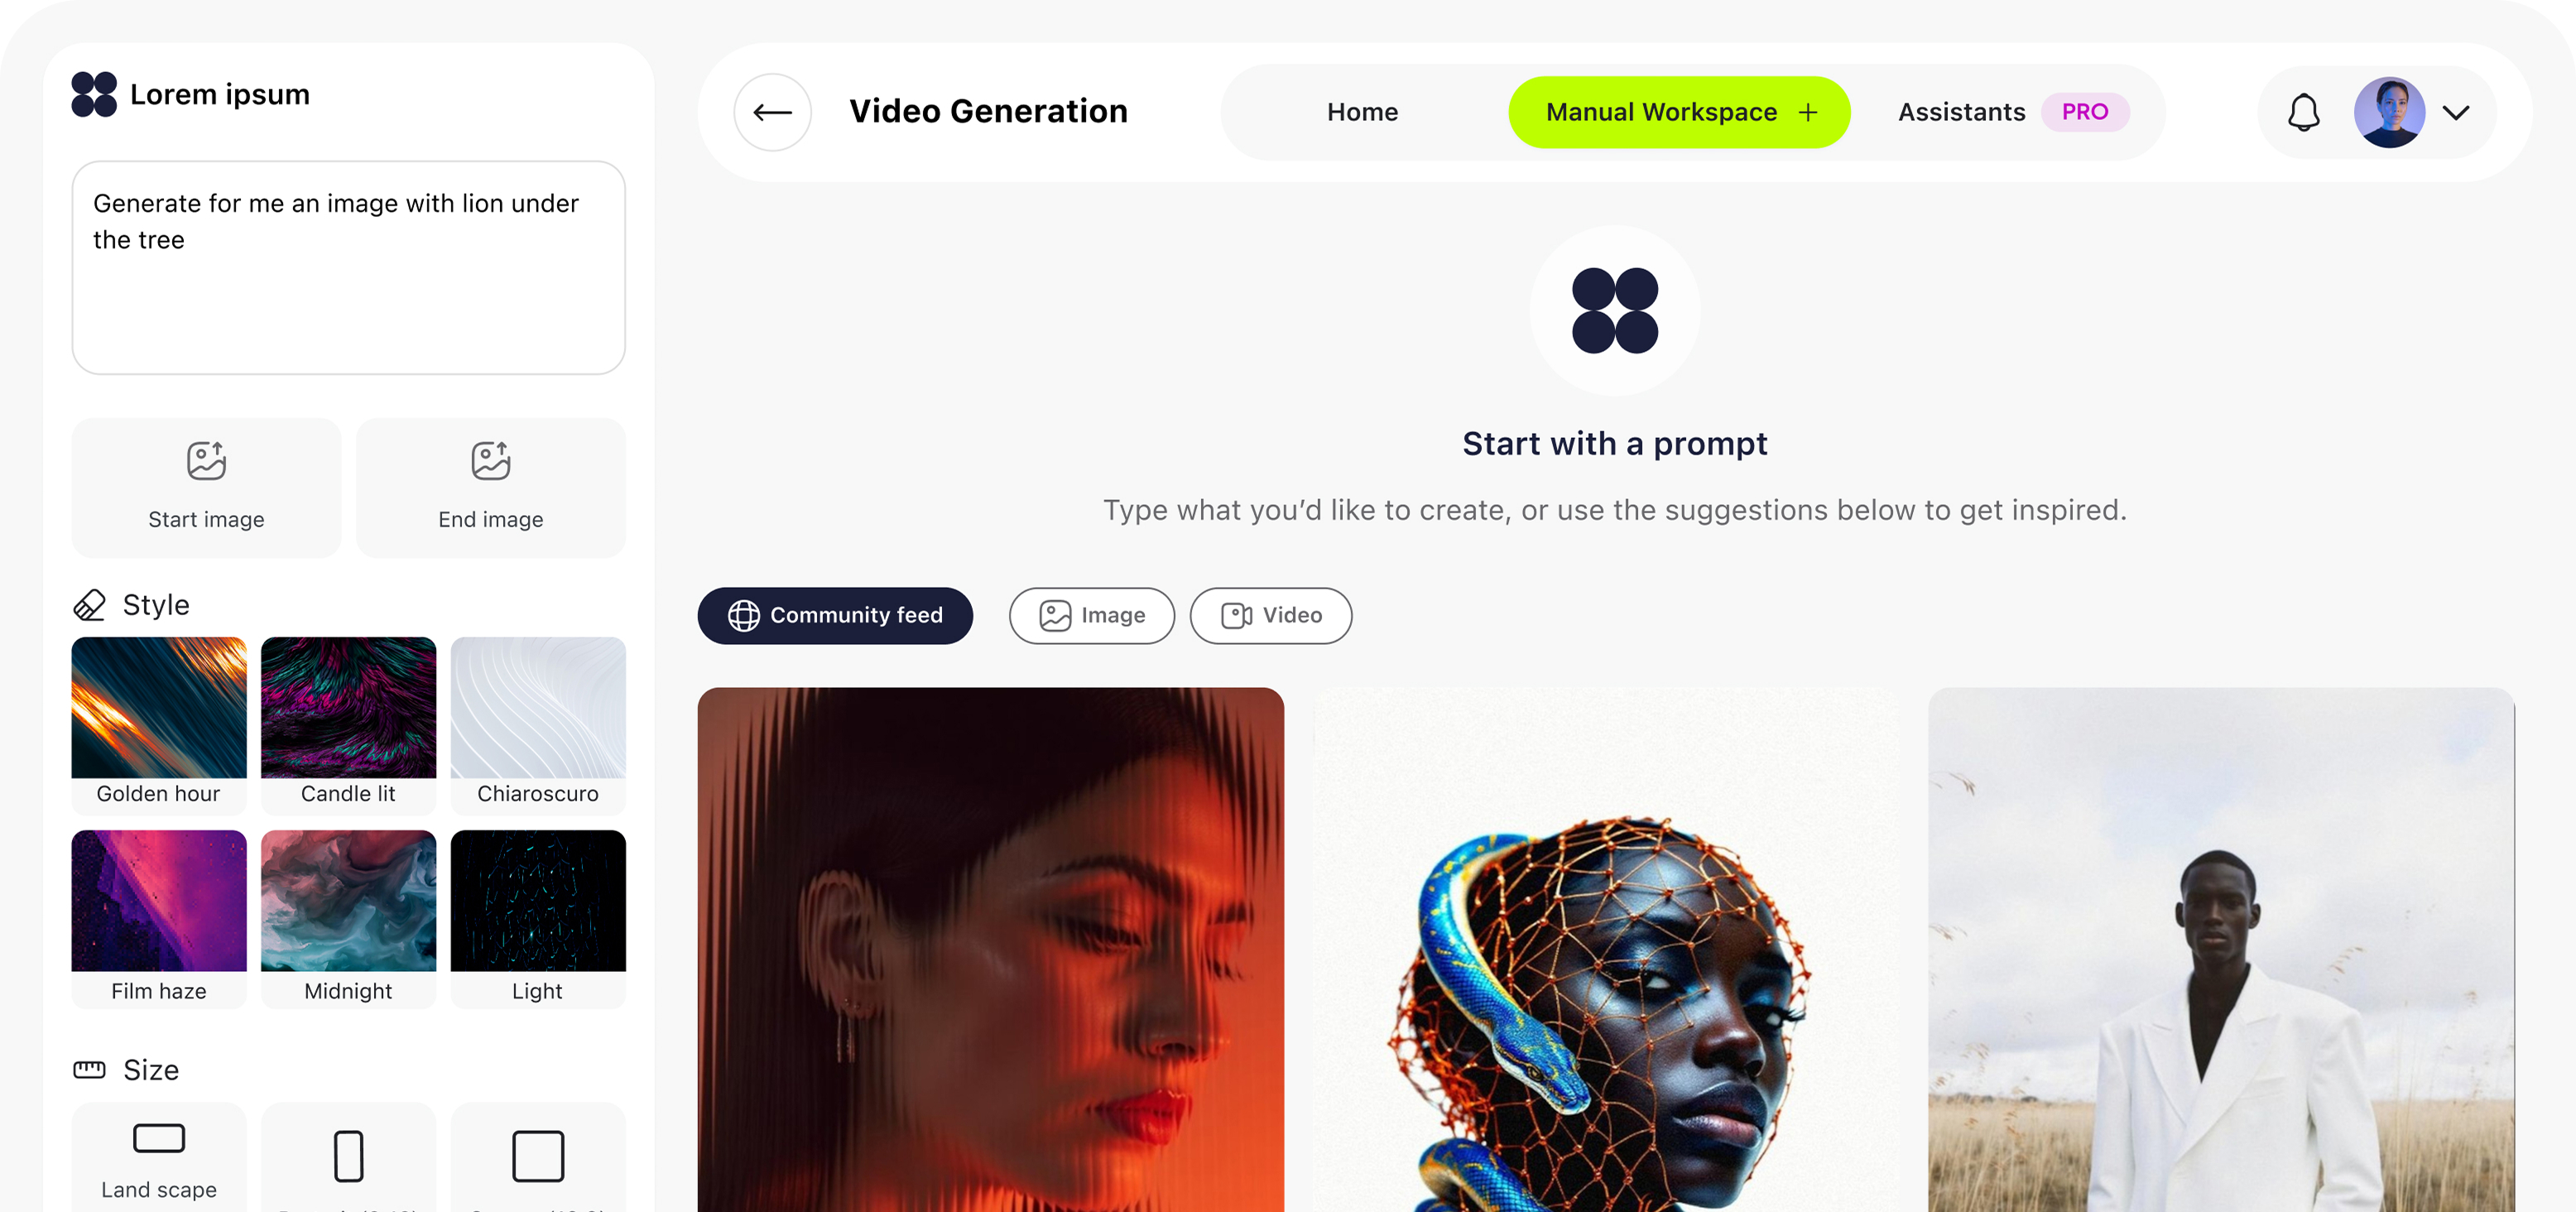 Lorem ipsum
Generate for me an image with lion under
the tree
Start image
End image
Style
Golden hour
Candle lit
Chiaroscuro
Film haze
Midnight
Light
Size
Land scape
Video Generation
Home
Manual Workspace +
Assistants PRO
Start with a prompt
Type what you’d like to create, or use the suggestions below to get inspired.
Community feed
Image
Video